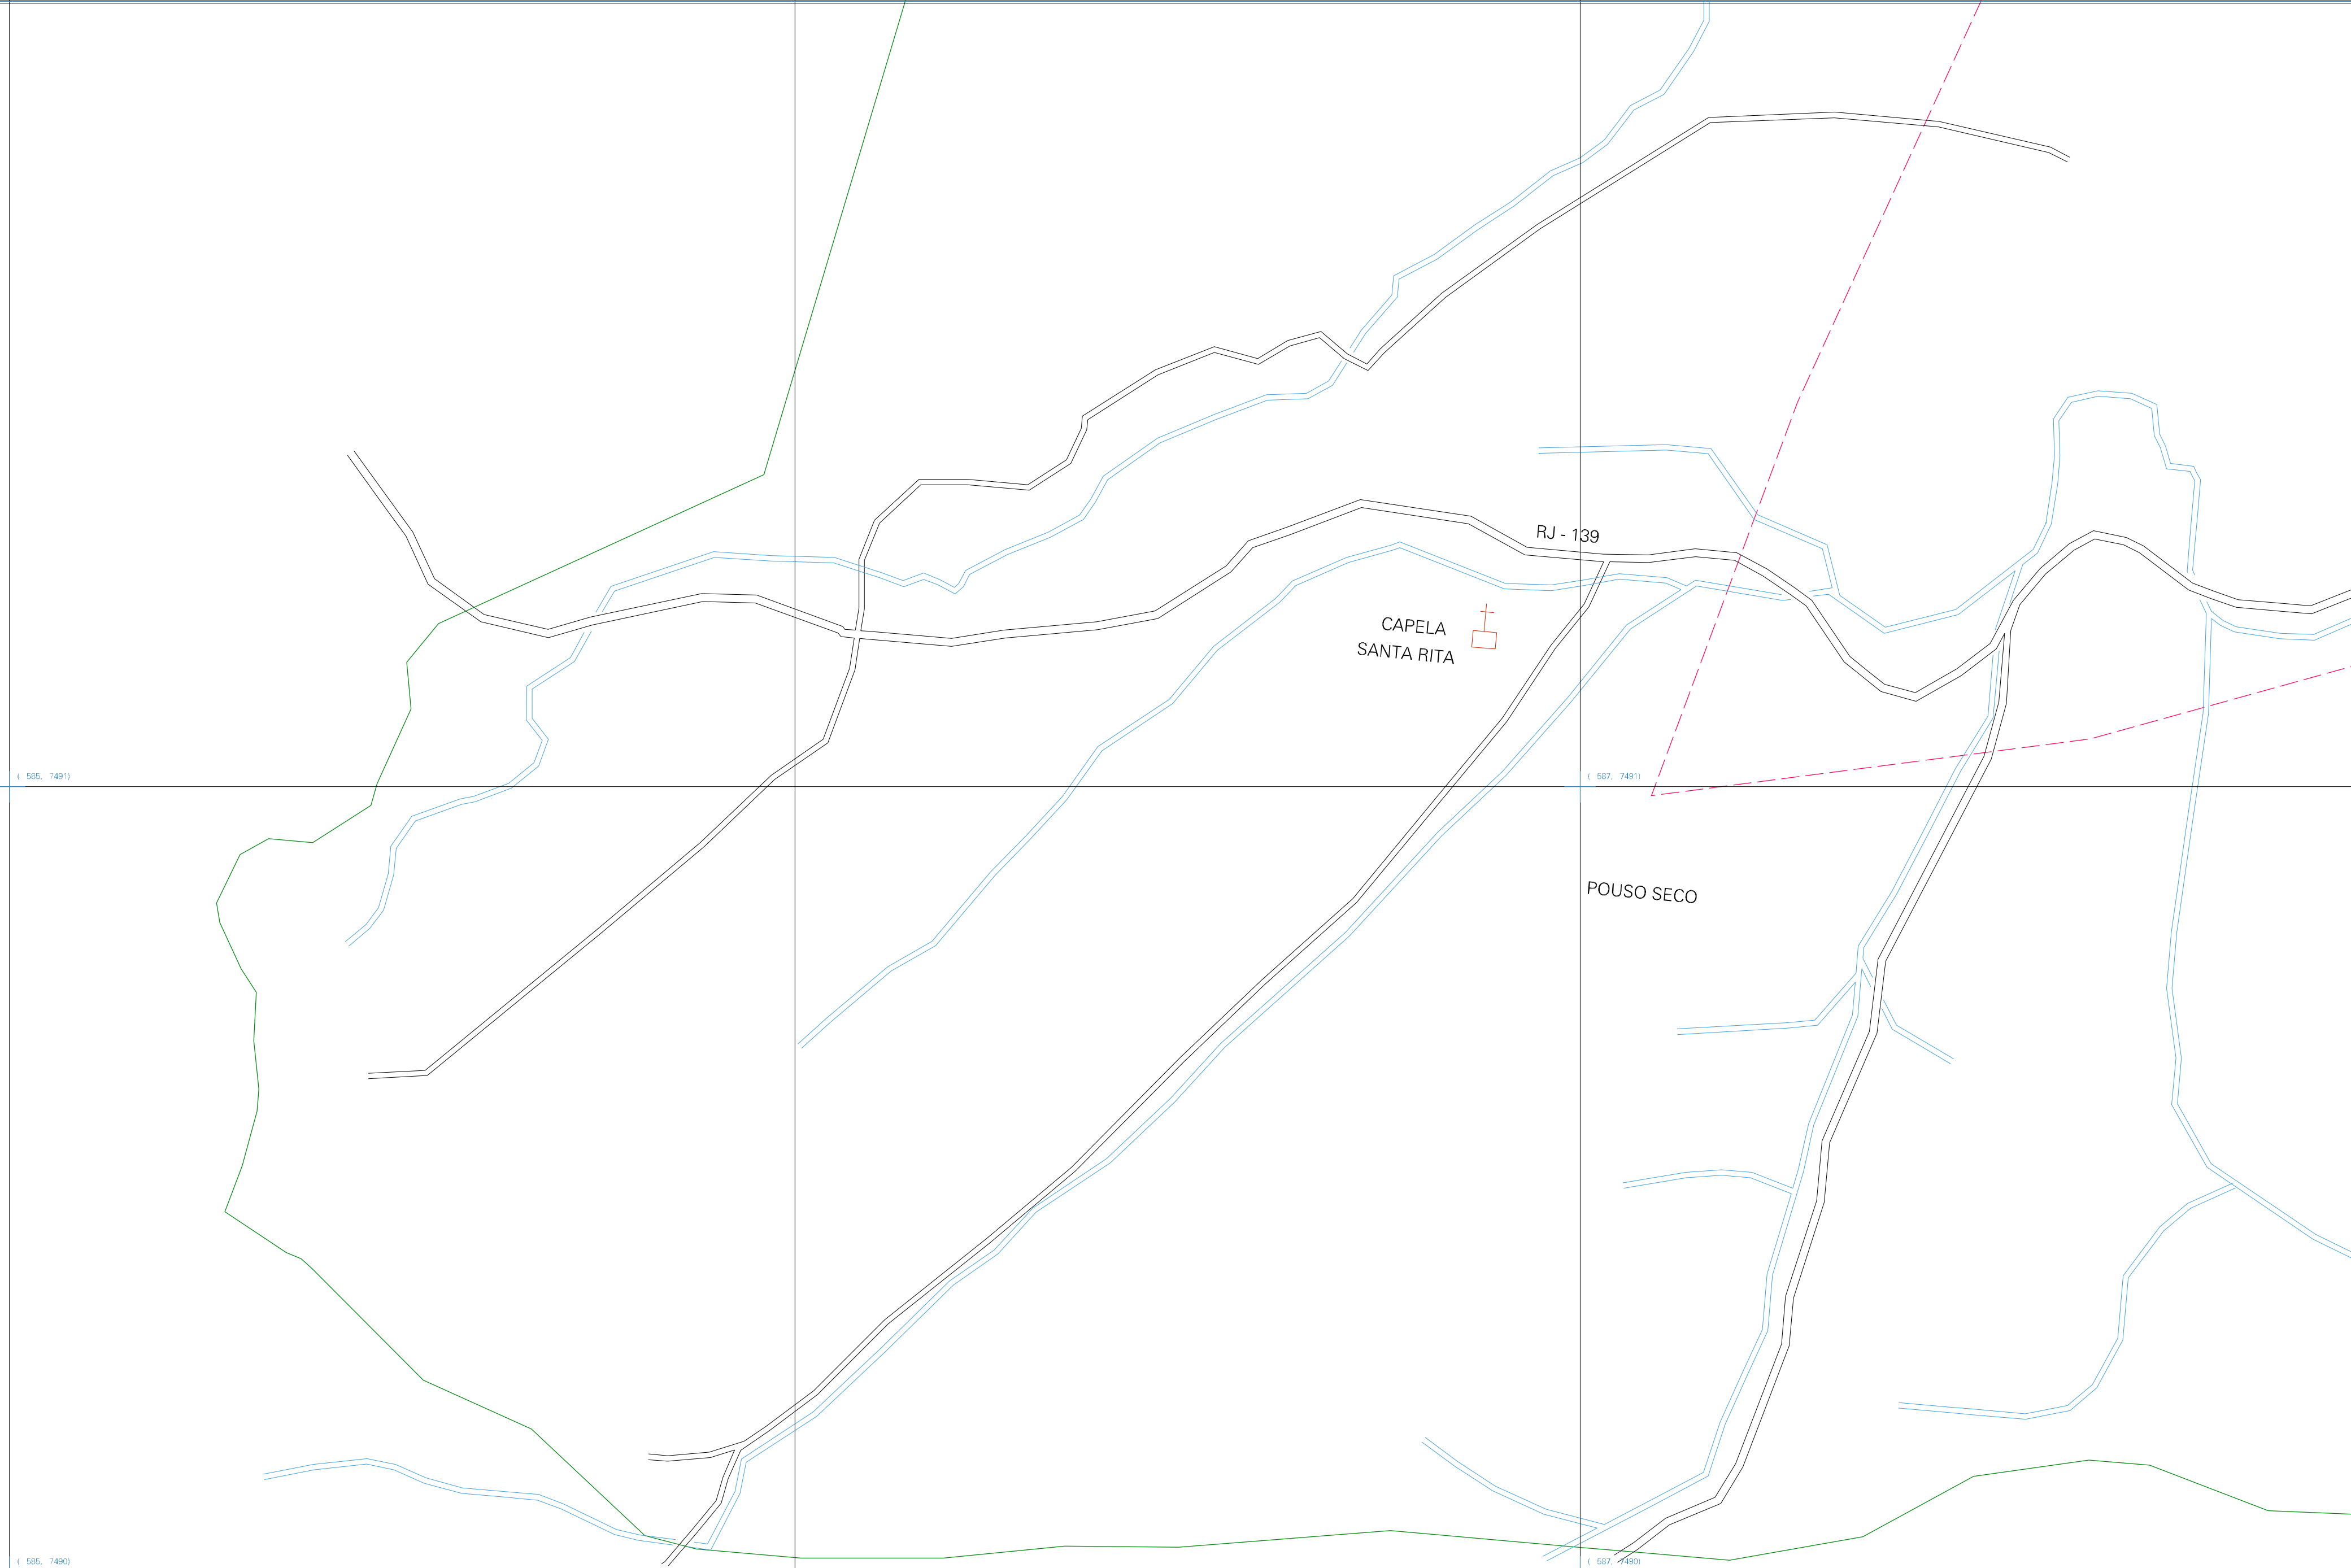 RJ - 139
CAPELA
SANTA RITA
( 585, 7491)
( 587, 7491)
POUSO SECO
( 585, 7490)
( 587, 7490)